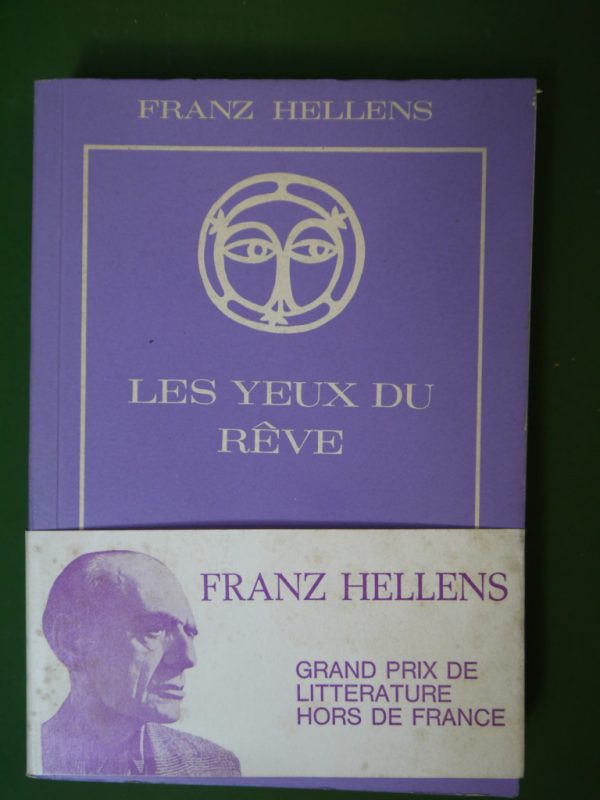 FRANZ HELLENS
LES YEUX DU
RÊVE
FRANZ HELLENS
GRAND PRIX DE
LITTERATURE
HORS DE FRANCE